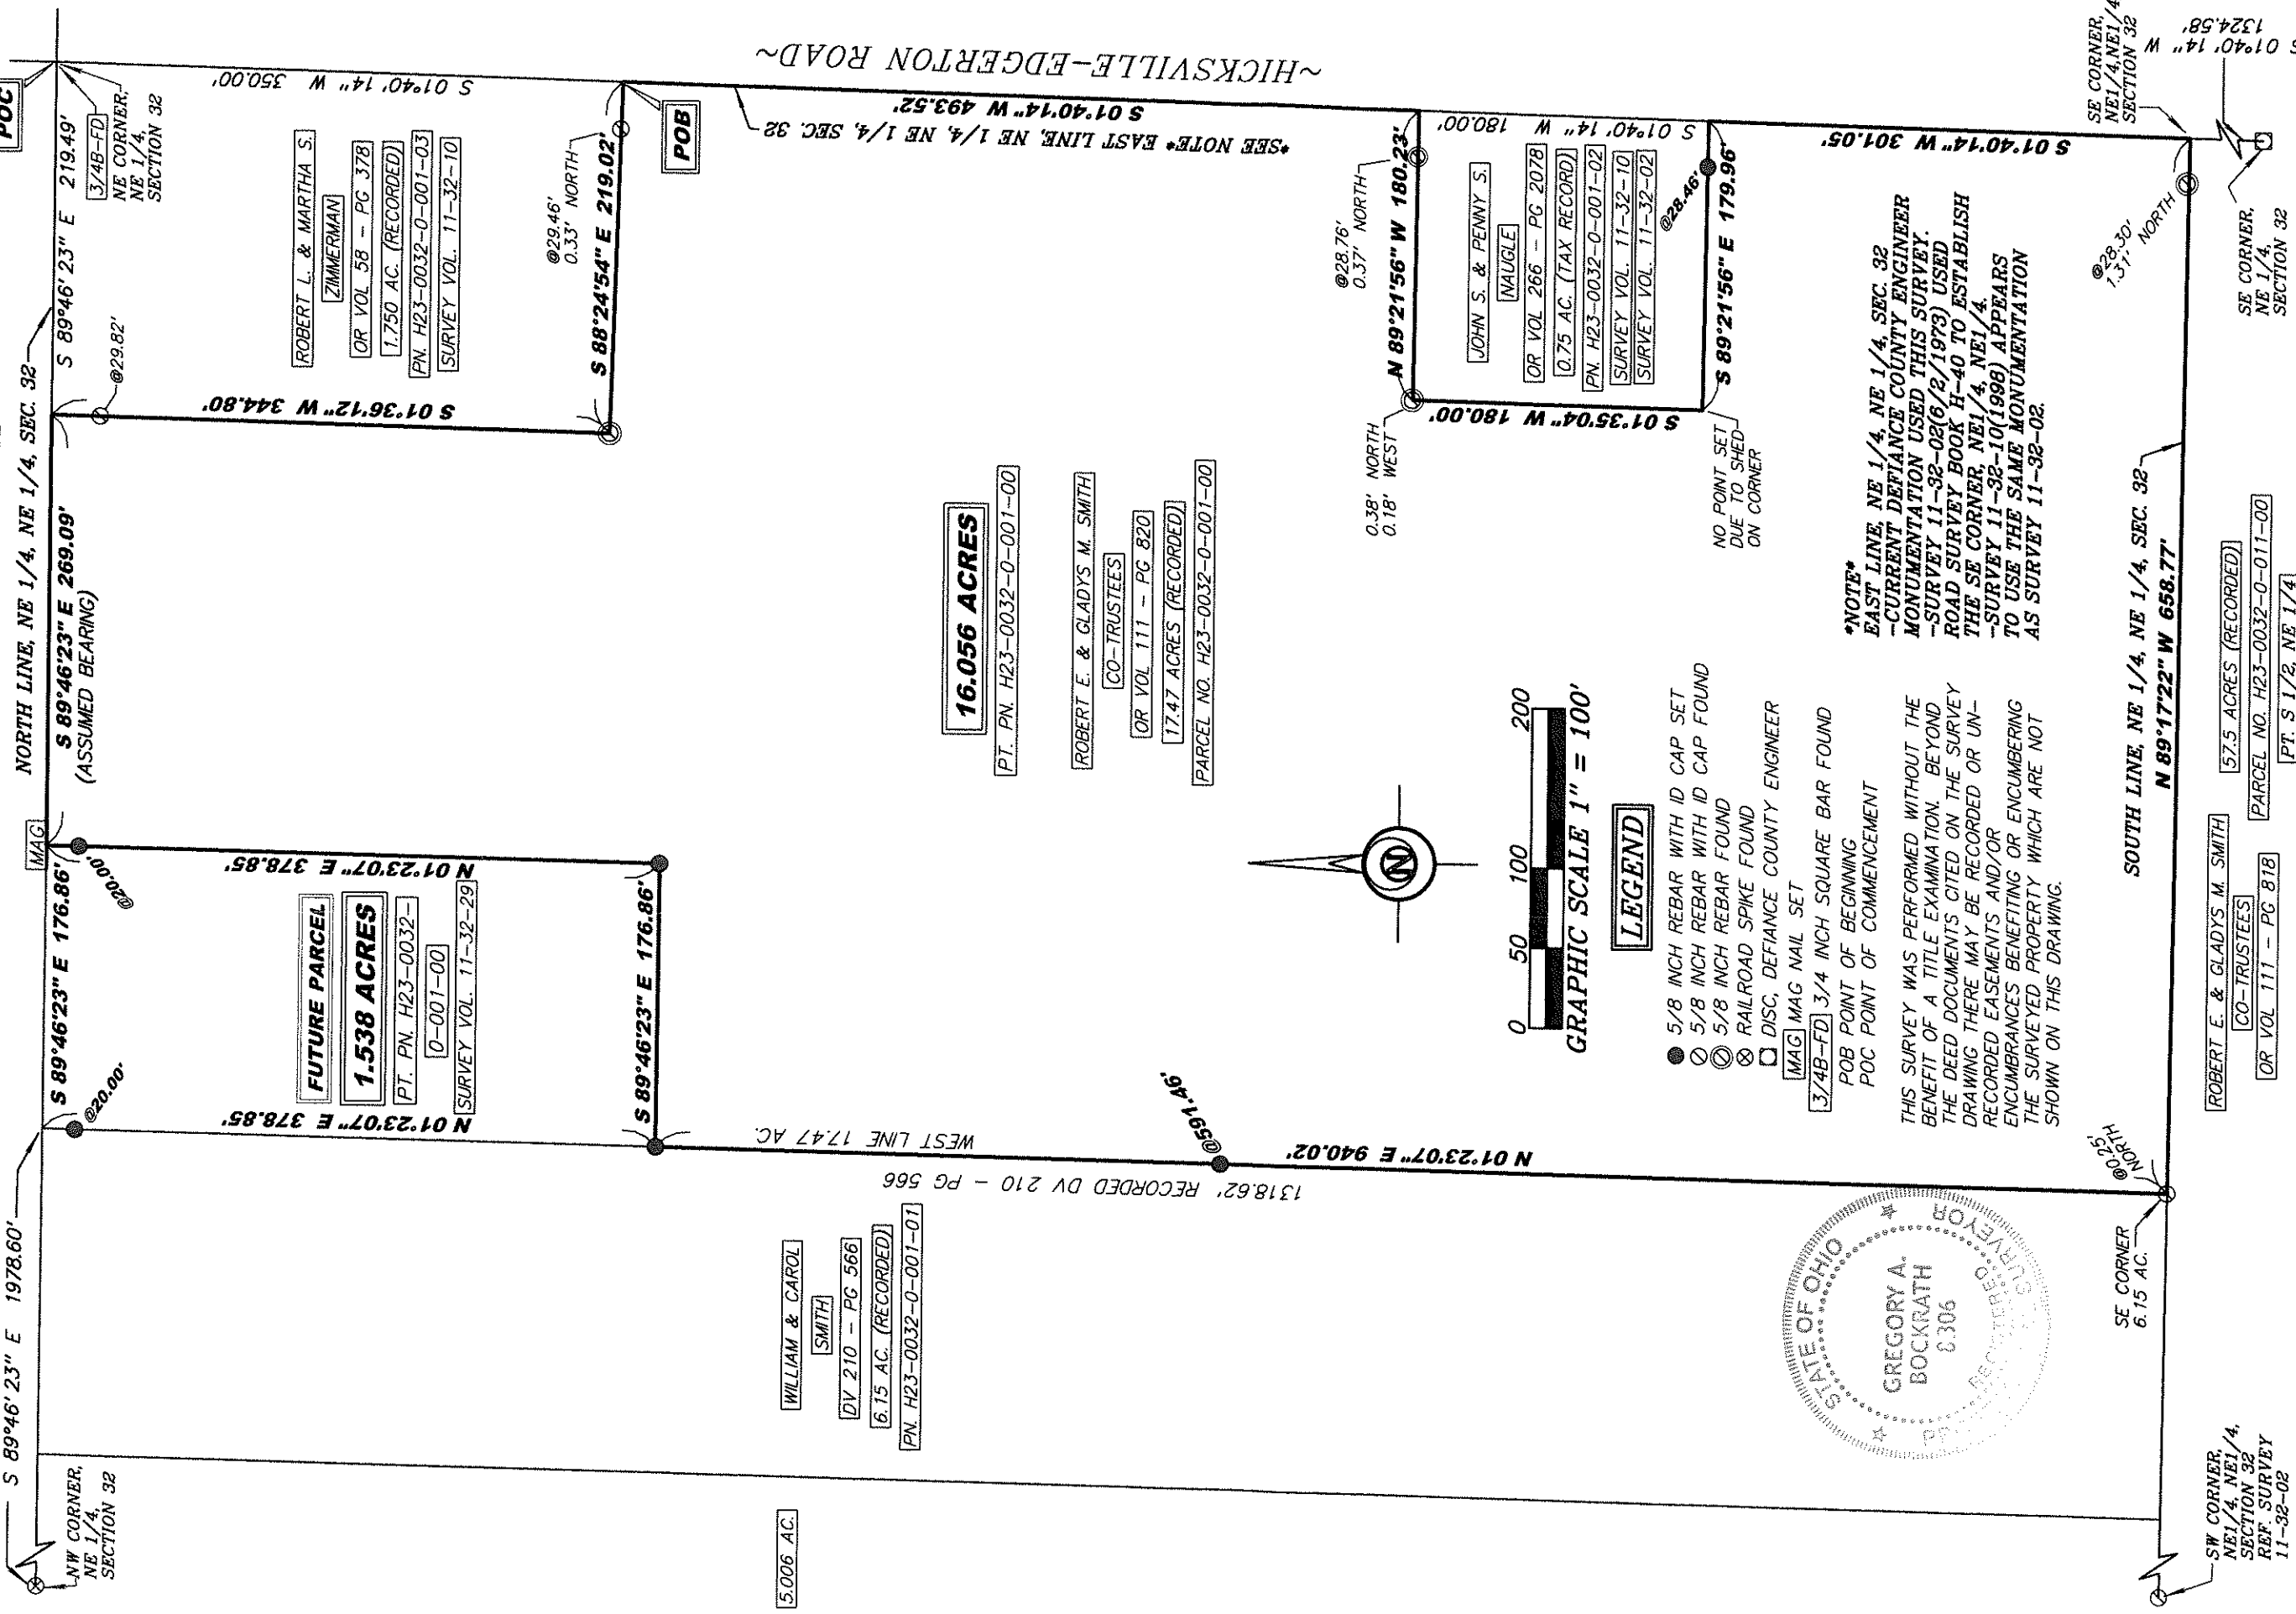 POC
S 89°46'23" E 1978.60'
NW CORNER,
NE 1/4,
SECTION 32
S 89°46'23" E 176.86'
@20.00'
MAG
@20.00'
NORTH LINE, NE 1/4, NE 1/4, SEC. 32
S 89°46'23" E 269.09'
(ASSUMED BEARING)
S 89°46'23" E 219.49'
3/4B-FD
NE CORNER,
NE 1/4,
SECTION 32
@29.82'
N 01°23'07" E 378.85'
FUTURE PARCEL
1.538 ACRES
PT. PN. H23-0032-
0-001-00
SURVEY VOL. 11-32-29
N 01°23'07" E 378.85'
S 89°46'23" E 176.86'
S 01°36'12" W 344.80'
ROBERT L. & MARTHA S.
ZIMMERMAN
OR VOL 58 - PG 378
1.750 AC. (RECORDED)
PN. H23-0032-0-001-03
SURVEY VOL. 11-32-10
S 01°40'14" W 350.00'
@29.46'
0.33' NORTH
S 88°24'54" E 219.02'
POB
~HICKSVILLE-EDGERTON ROAD~
S 01°40'14" W 493.52'
*SEE NOTE* EAST LINE, NE 1/4, NE 1/4, SEC. 32
16.056 ACRES
PT. PN. H23-0032-0-001-00
ROBERT E. & GLADYS M. SMITH
CO-TRUSTEES
OR VOL 111 - PG 820
17.47 ACRES (RECORDED)
PARCEL NO. H23-0032-0-001-00
WEST LINE 17.47 AC.
1318.62' RECORDED DV 210 - PG 566
@591.46'
N 01°23'07" E 940.02'
WILLIAM & CAROL
SMITH
DV 210 - PG 566
6.15 AC. (RECORDED)
PN. H23-0032-0-001-01
5.006 AC.
@28.76'
0.37' NORTH
N 89°21'56" W 180.23'
0.38' NORTH
0.18' WEST
S 01°35'04" W 180.00'
JOHN S. & PENNY S.
NAUGLE
OR VOL 266 - PG 2078
0.75 AC. (TAX RECORD)
PN. H23-0032-0-001-02
SURVEY VOL. 11-32-10
SURVEY VOL. 11-32-02
S 01°40'14" W 180.00'
@28.46'
S 89°21'56" E 179.96'
NO POINT SET
DUE TO SHED
ON CORNER
S 01°40'14" W 301.05'
N
0 50 100 200
GRAPHIC SCALE 1" = 100'
LEGEND
5/8 INCH REBAR WITH ID CAP SET
5/8 INCH REBAR WITH ID CAP FOUND
5/8 INCH REBAR FOUND
RAILROAD SPIKE FOUND
DISC, DEFIANCE COUNTY ENGINEER
MAG MAG NAIL SET
3/4B-FD 3/4 INCH SQUARE BAR FOUND
POB POINT OF BEGINNING
POC POINT OF COMMENCEMENT
THIS SURVEY WAS PERFORMED WITHOUT THE
BENEFIT OF A TITLE EXAMINATION. BEYOND
THE DEED DOCUMENTS CITED ON THE SURVEY
DRAWING THERE MAY BE RECORDED OR UN-
RECORDED EASEMENTS AND/OR
ENCUMBRANCES BENEFITING OR ENCUMBERING
THE SURVEYED PROPERTY WHICH ARE NOT
SHOWN ON THIS DRAWING.
*NOTE*
EAST LINE, NE 1/4, NE 1/4, SEC. 32
-CURRENT DEFIANCE COUNTY ENGINEER
MONUMENTATION USED THIS SURVEY.
-SURVEY 11-32-02(6/2/1973) USED
ROAD SURVEY BOOK H-40 TO ESTABLISH
THE SE CORNER, NE1/4, NE1/4.
-SURVEY 11-32-10(1998) APPEARS
TO USE THE SAME MONUMENTATION
AS SURVEY 11-32-02.
STATE OF OHIO
GREGORY A.
BOCKRATH
8306
REGISTERED
SURVEYOR
@0.25'
NORTH
SE CORNER
6.15 AC.
SOUTH LINE, NE 1/4, NE 1/4, SEC. 32
N 89°17'22" W 658.77'
@28.30'
1.31' NORTH
SE CORNER,
NE1/4,NE1/4
SECTION 32
S 01°40'14" W
1324.58'
SE CORNER,
NE 1/4,
SECTION 32
SW CORNER,
NE1/4, NE1/4,
SECTION 32
REF. SURVEY
11-32-02
ROBERT E. & GLADYS M. SMITH
CO-TRUSTEES
OR VOL 111 - PG 818
57.5 ACRES (RECORDED)
PARCEL NO. H23-0032-0-011-00
PT. S 1/2, NE 1/4